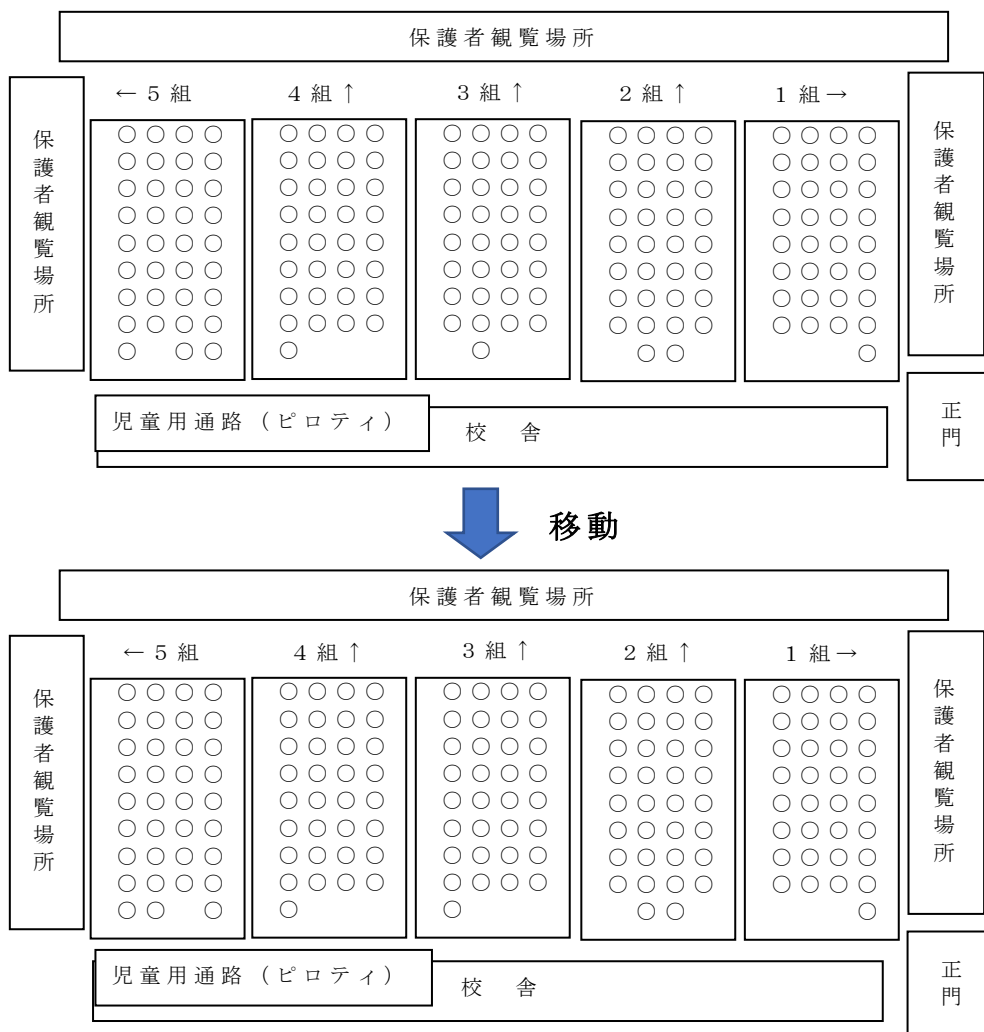 保護者観覧場所
保護者観覧場所
←５組
４組↑
３組↑
２組↑
１組→
保護者観覧場所
児童用通路（ピロティ）
校　舎
正門
移動
保護者観覧場所
保護者観覧場所
←５組
４組↑
３組↑
２組↑
１組→
保護者観覧場所
児童用通路（ピロティ）
校　舎
正門